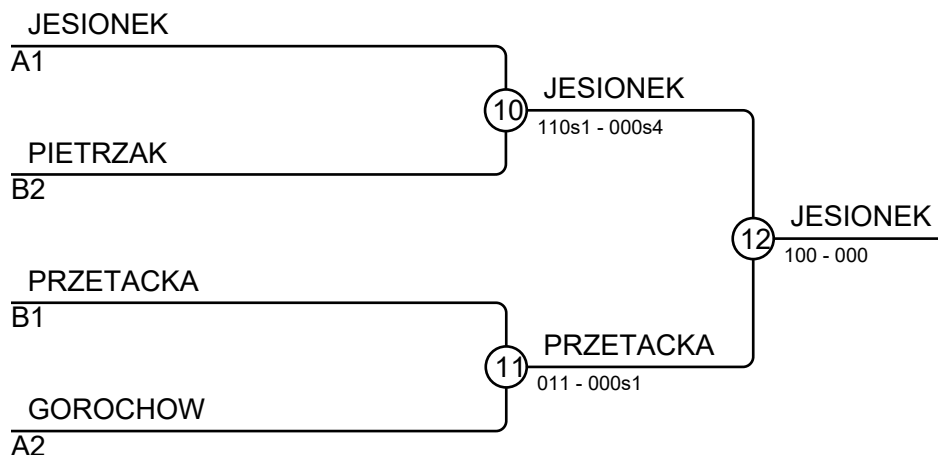 JESIONEK
A1
10
JESIONEK
110s1 - 000s4
PIETRZAK
B2
12
JESIONEK
100 - 000
PRZETACKA
B1
11
PRZETACKA
011 - 000s1
GOROCHOW
A2